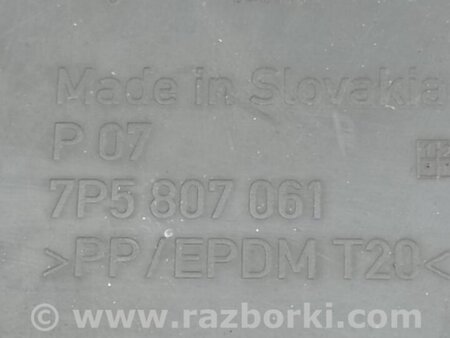 Made in Slovakia
P 07
7P5 807 061
>PP/EPDM T20<
© www.razborki.com